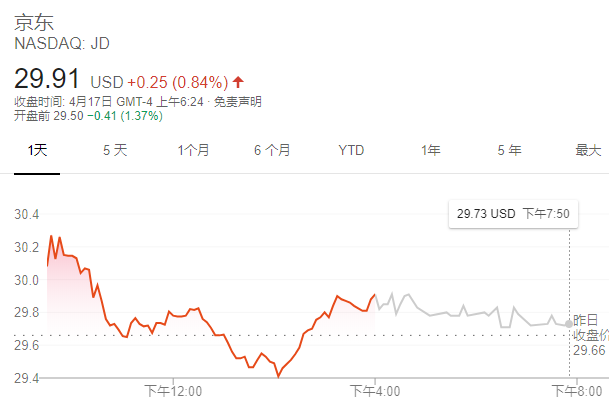 京东
NASDAQ: JD
29.91 USD +0.25 (0.84%)
收盘时间: 4月17日 GMT-4 上午6:24 · 免责声明
开盘前 29.50 −0.41 (1.37%)
1天 5 天 1个月 6 个月 YTD 1年 5 年 最大
29.73 USD 下午7:50
30.4
30.2
30.0
29.8
29.6
29.4
昨日
收盘价
29.66
下午12:00 下午4:00 下午8:00